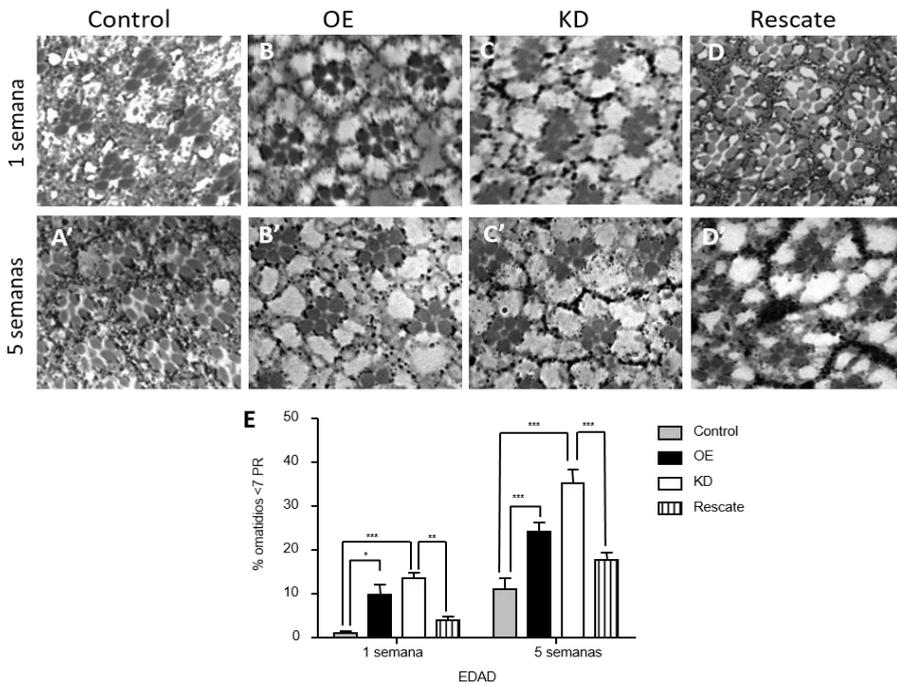 Control OE KD Rescate
1 semana
A B C D
5 semanas
A’ B’ C’ D’
E
% omatidios <7 PR
50
40
30
20
10
0
*** * *** **
*** *** ***
1 semana 5 semanas
EDAD
Control
OE
KD
Rescate